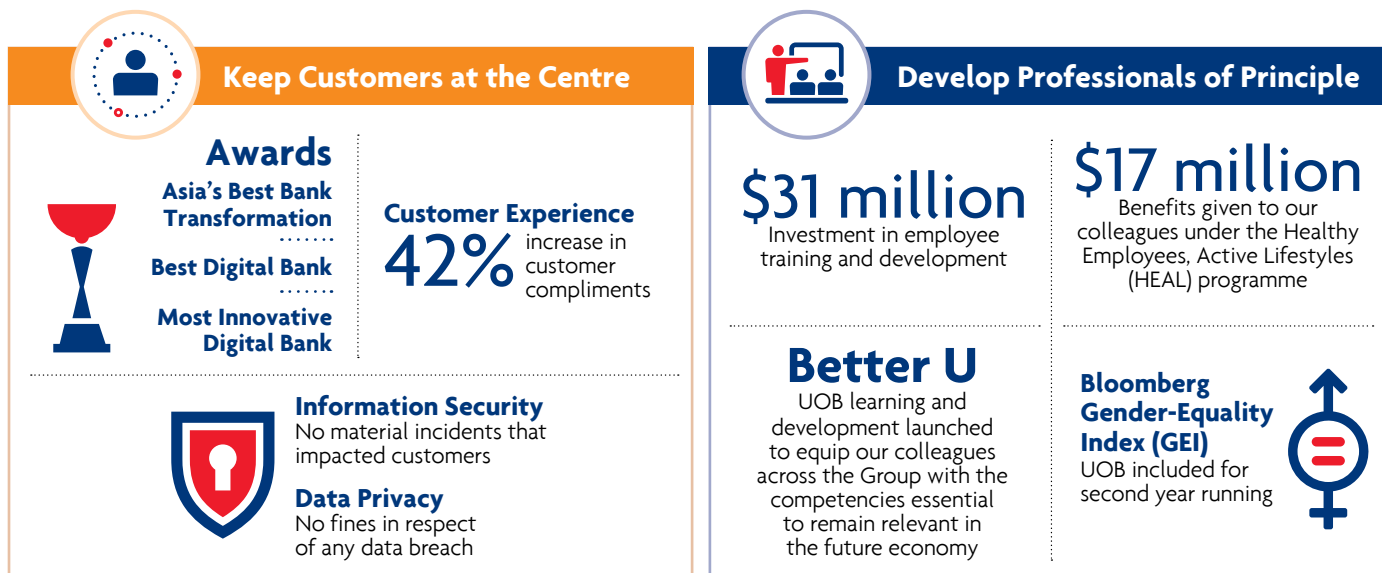 Keep Customers at the Centre
Awards
Asia's Best Bank
Transformation
Best Digital Bank
Most Innovative
Digital Bank
Customer Experience
42%
increase in
customer
compliments
Information Security
No material incidents that
impacted customers
Data Privacy
No fines in respect
of any data breach
Develop Professionals of Principle
$31 million
Investment in employee
training and development
$17 million
Benefits given to our
colleagues under the Healthy
Employees, Active Lifestyles
(HEAL) programme
Better U
UOB learning and
development launched
to equip our colleagues
across the Group with the
competencies essential
to remain relevant in
the future economy
Bloomberg
Gender-Equality
Index (GEI)
UOB included for
second year running